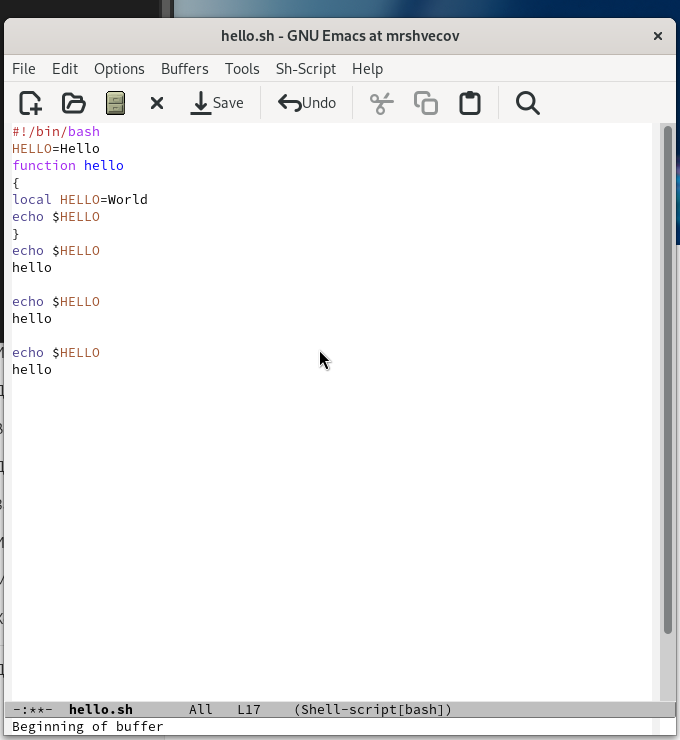 hello.sh - GNU Emacs at mrshvecov
File Edit Options Buffers Tools Sh-Script Help
Save Undo
#!/bin/bash
HELLO=Hello
function hello
{
local HELLO=World
echo $HELLO
}
echo $HELLO
hello
echo $HELLO
hello
echo $HELLO
hello
-:**- hello.sh All L17 (Shell-script[bash])
Beginning of buffer